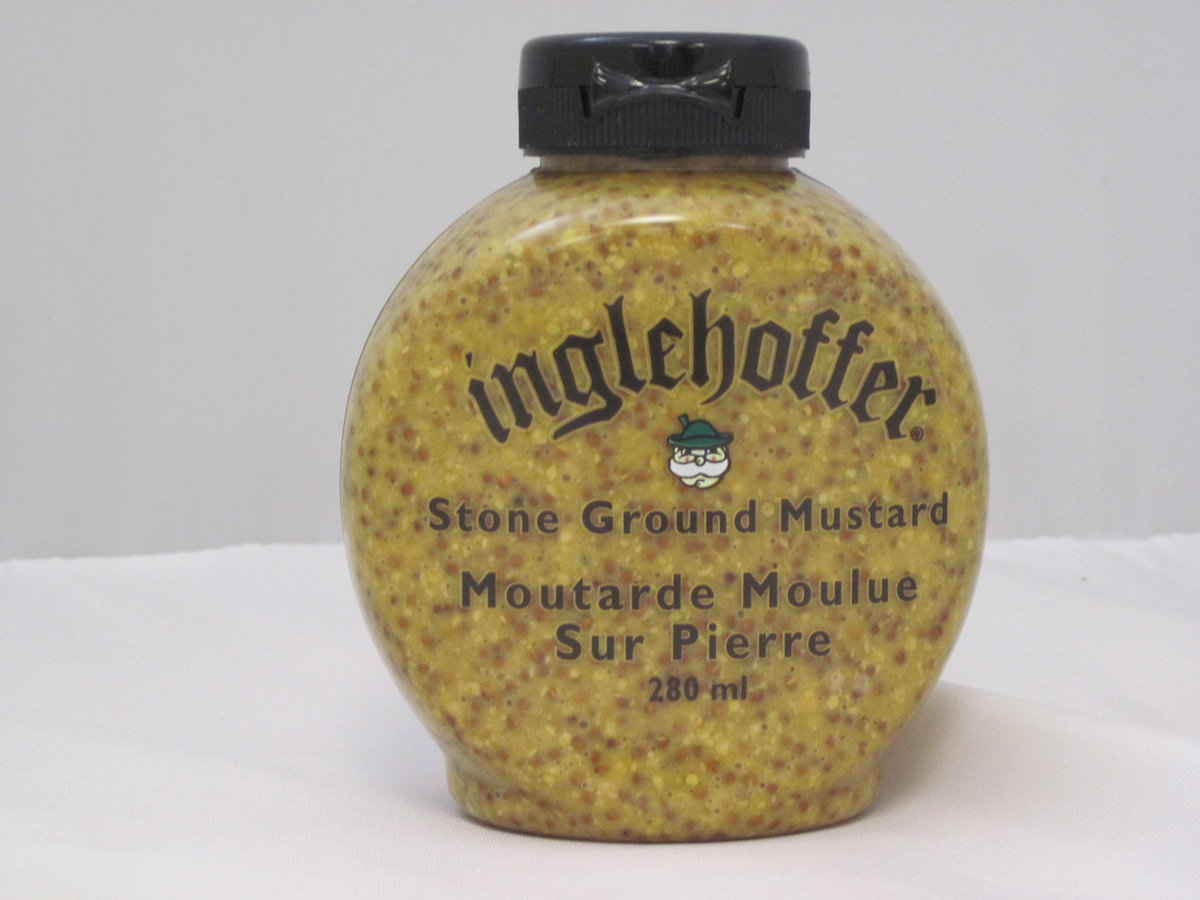 inglehoffer®
Stone Ground Mustard
Moutarde Moulue
Sur Pierre
280 ml